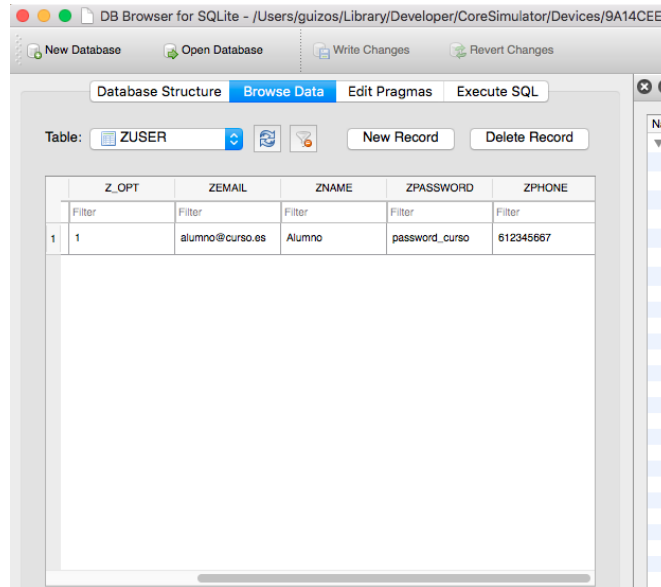 DB Browser for SQLite - /Users/guizos/Library/Developer/CoreSimulator/Devices/9A14CEE
New Database Open Database Write Changes Revert Changes
Database Structure Browse Data Edit Pragmas Execute SQL
Table: ZUSER New Record Delete Record
Z_OPT ZEMAIL ZNAME ZPASSWORD ZPHONE
Filter Filter Filter Filter Filter
1 1 alumno@curso.es Alumno password_curso 612345667